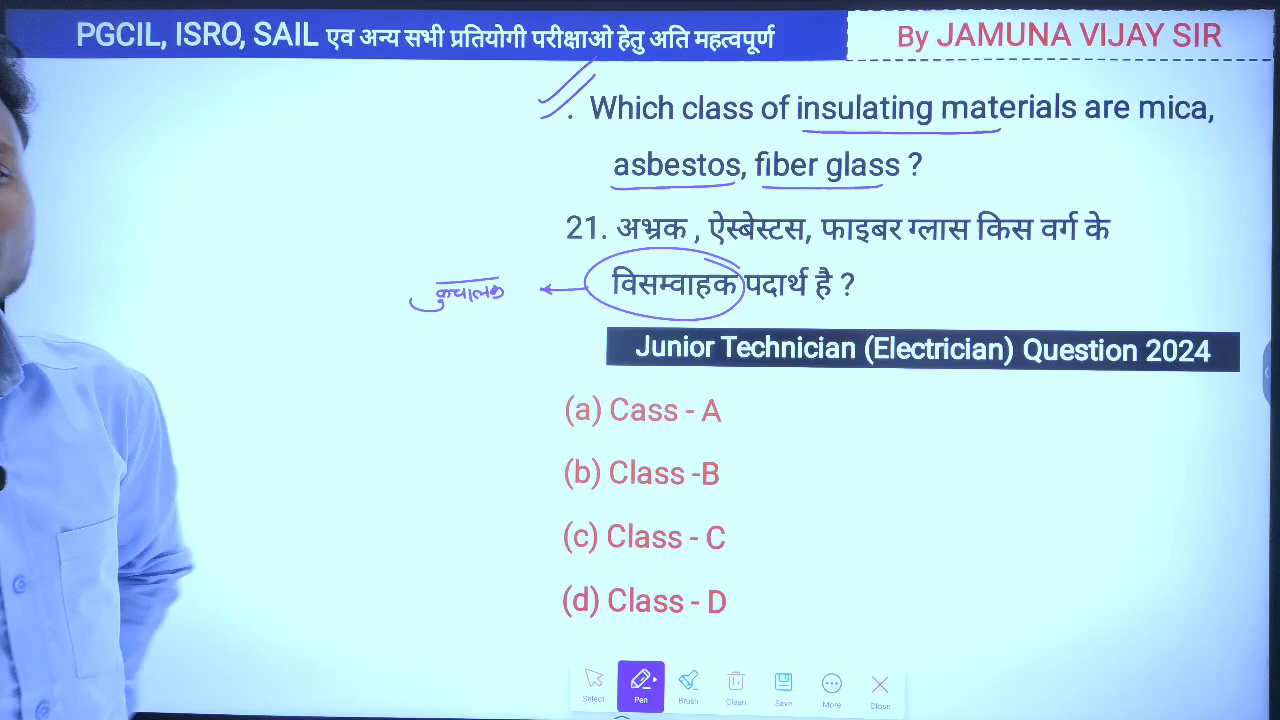 PGCIL, ISRO, SAIL एव अन्य सभी प्रतियोगी परीक्षाओ हेतु अति महत्वपूर्ण
By JAMUNA VIJAY SIR
. Which class of insulating materials are mica,
asbestos, fiber glass ?
21. अभ्रक , ऐस्बेस्टस, फाइबर ग्लास किस वर्ग के
विसम्वाहक पदार्थ है ?
कुचालक
Junior Technician (Electrician) Question 2024
(a) Cass - A
(b) Class -B
(c) Class - C
(d) Class - D
Select Pen Brush Clean Save More Close